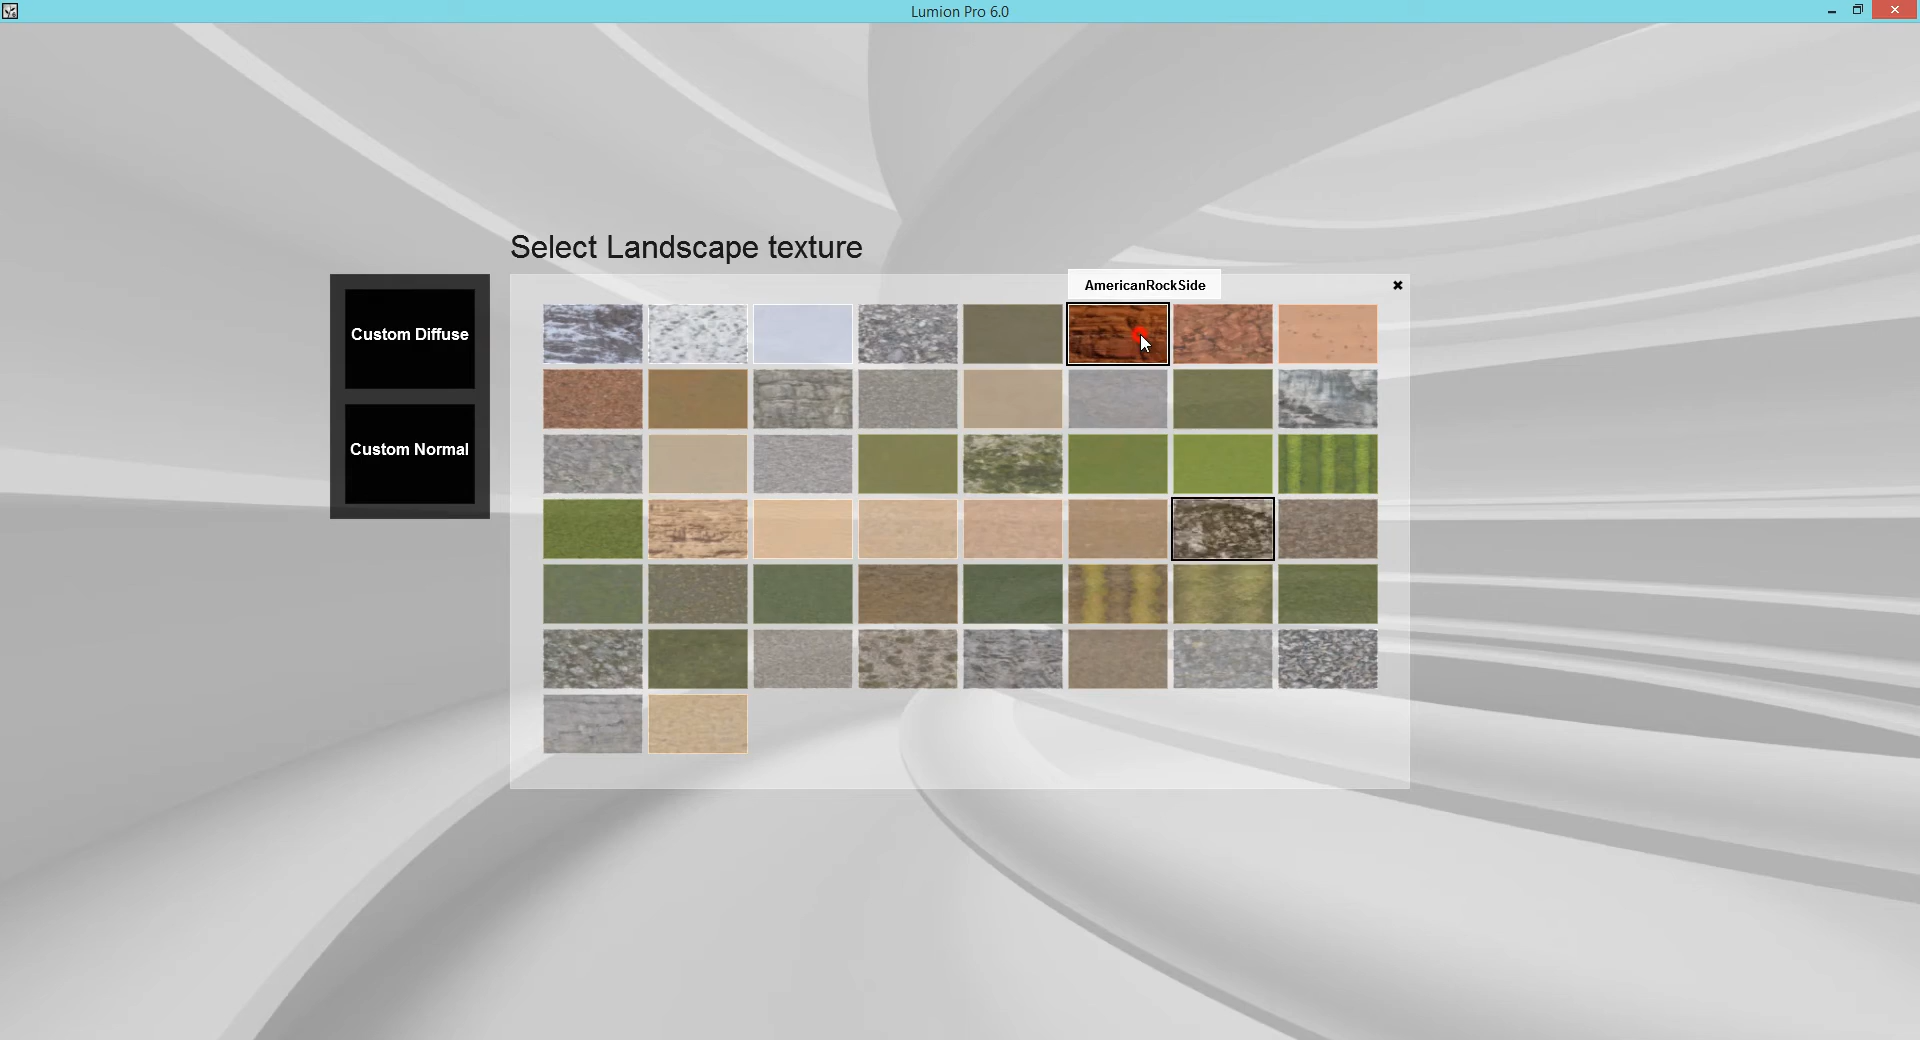 Lumion Pro 6.0
Select Landscape texture
AmericanRockSide
Custom Diffuse
Custom Normal